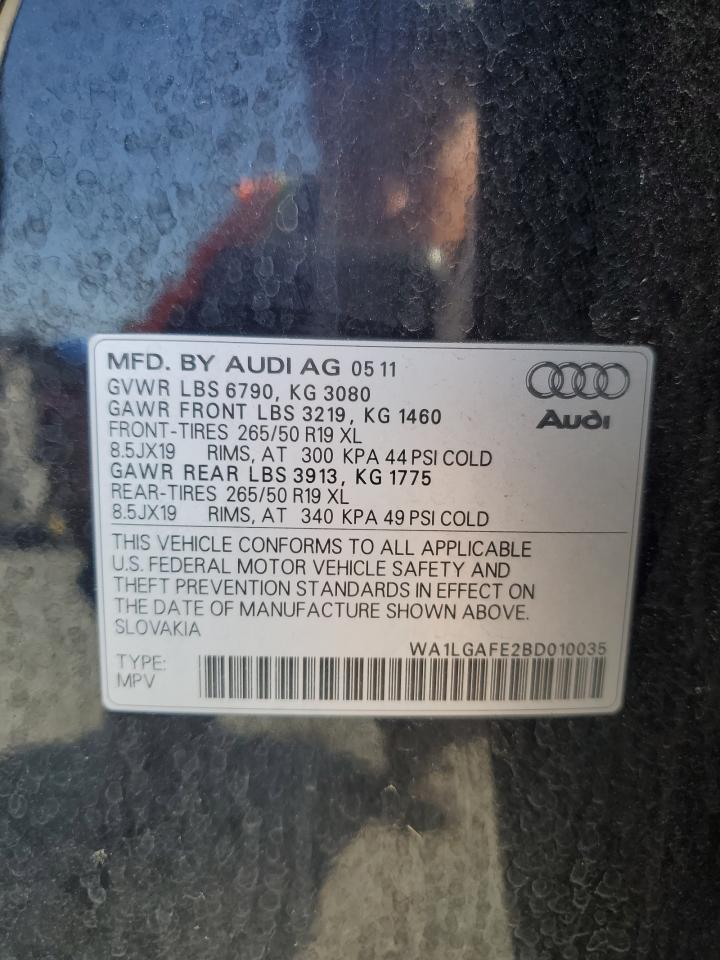 MFD. BY AUDI AG 05 11
GVWR LBS 6790, KG 3080
GAWR FRONT LBS 3219, KG 1460
FRONT-TIRES 265/50 R19 XL
8.5JX19 RIMS, AT 300 KPA 44 PSI COLD
GAWR REAR LBS 3913, KG 1775
REAR-TIRES 265/50 R19 XL
8.5JX19 RIMS, AT 340 KPA 49 PSI COLD
Audi
THIS VEHICLE CONFORMS TO ALL APPLICABLE
U.S. FEDERAL MOTOR VEHICLE SAFETY AND
THEFT PREVENTION STANDARDS IN EFFECT ON
THE DATE OF MANUFACTURE SHOWN ABOVE.
SLOVAKIA
WA1LGAFE2BD010035
TYPE:
MPV